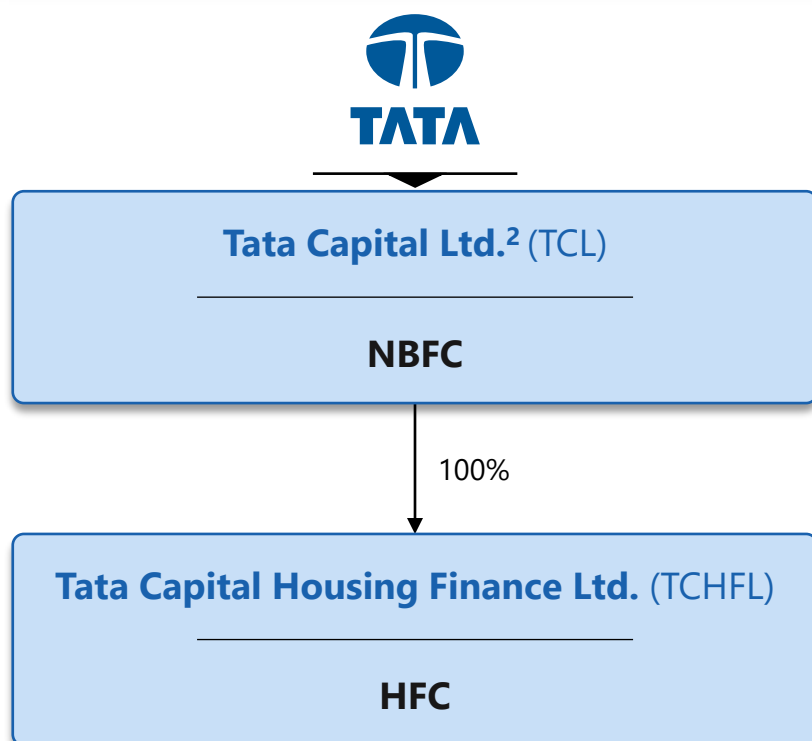 TATA
Tata Capital Ltd.² (TCL)
NBFC
100%
Tata Capital Housing Finance Ltd. (TCHFL)
HFC